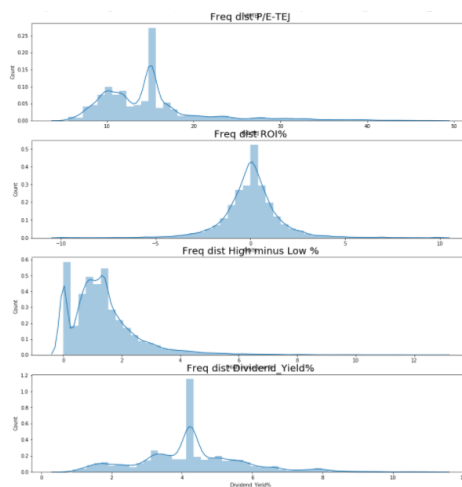 Freq dist P/E-TEJ
0.25
0.20
0.15
0.10
0.05
0.00
Count
10 20 30 40 50
Freq dist ROI%
0.5
0.4
0.3
0.2
0.1
0.0
Count
-10 -5 0 5 10
Freq dist High minus Low %
0.6
0.5
0.4
0.3
0.2
0.1
0.0
Count
0 2 4 6 8 10 12
Freq dist Dividend_Yield%
1.2
1.0
0.8
0.6
0.4
0.2
0.0
Count
0 2 4 6 8 10
Dividend_Yield%